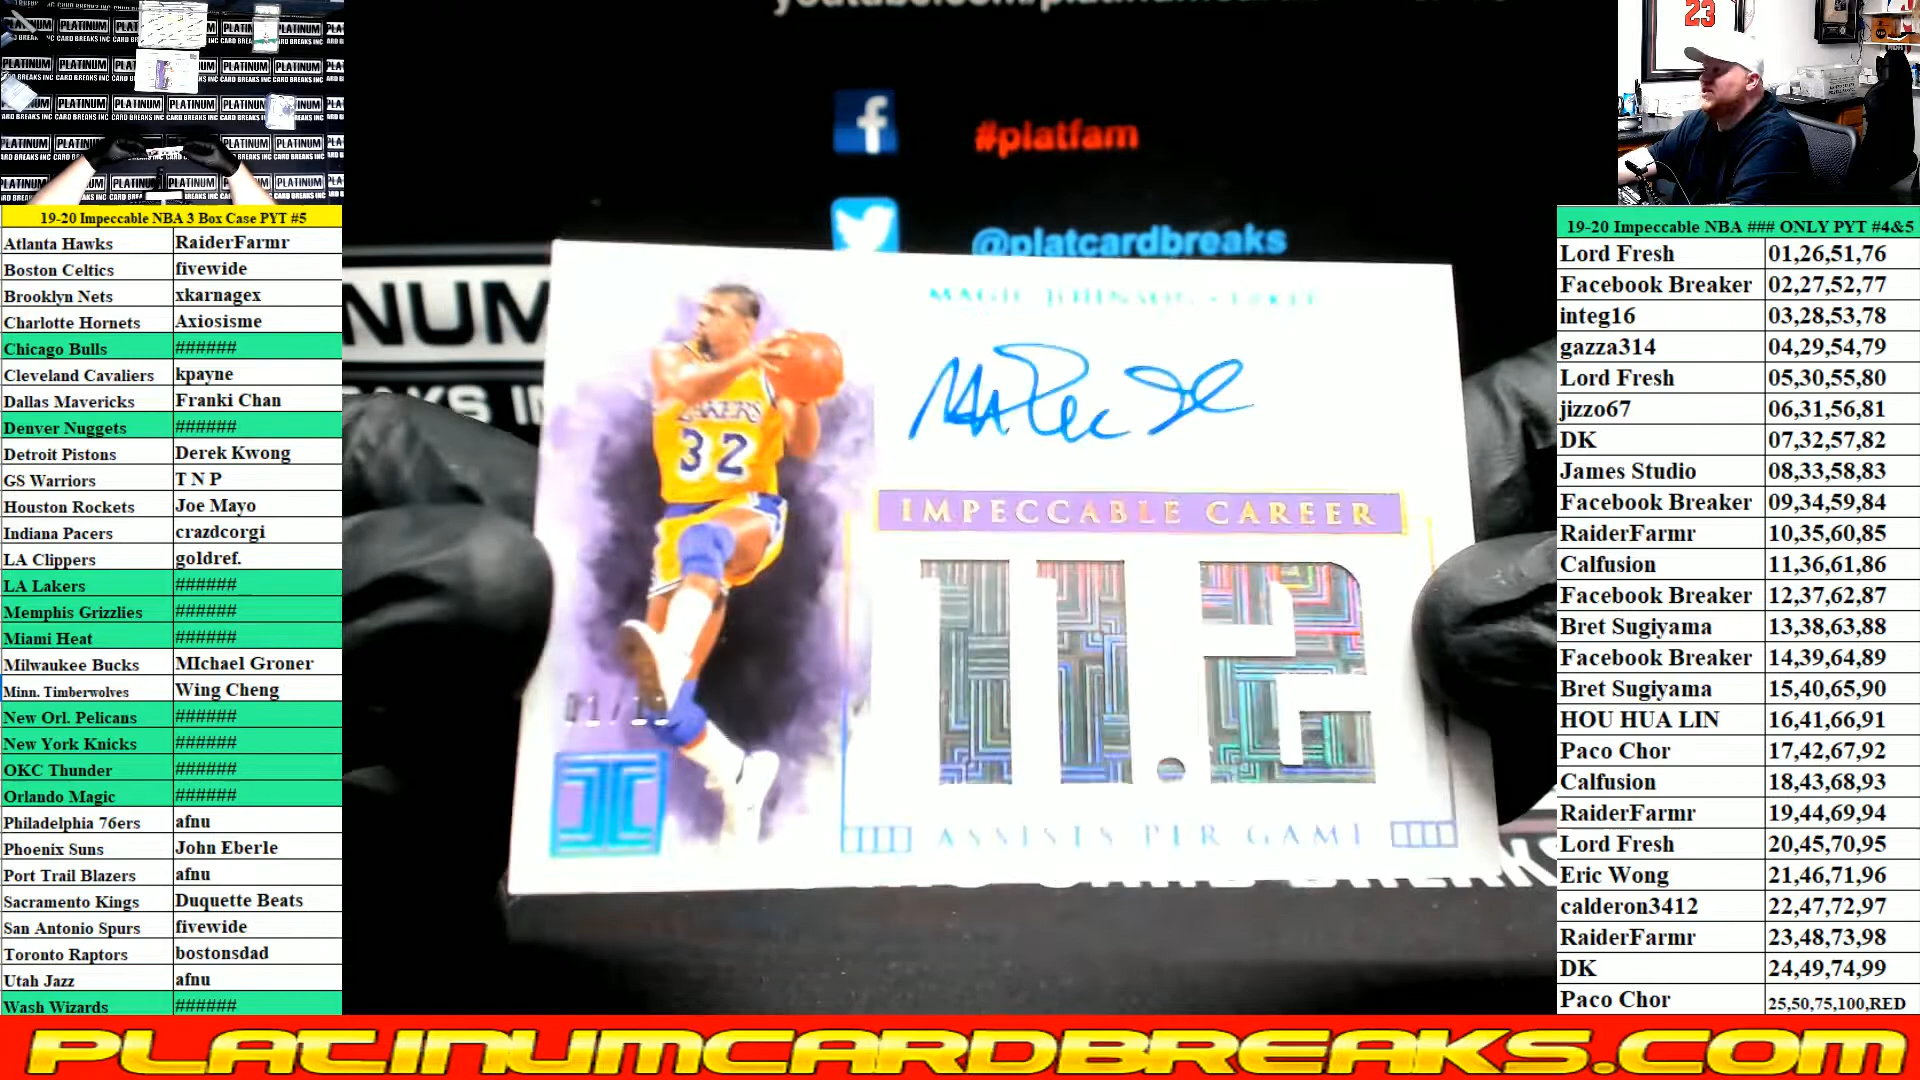 19-20 Impeccable NBA 3 Box Case PYT #5
Atlanta Hawks RaiderFarmr
Boston Celtics fivewide
Brooklyn Nets xkarnagex
Charlotte Hornets Axiosisme
Chicago Bulls ######
Cleveland Cavaliers kpayne
Dallas Mavericks Franki Chan
Denver Nuggets ######
Detroit Pistons Derek Kwong
GS Warriors T N P
Houston Rockets Joe Mayo
Indiana Pacers crazdcorgi
LA Clippers goldref.
LA Lakers ######
Memphis Grizzlies ######
Miami Heat ######
Milwaukee Bucks MIchael Groner
Minn. Timberwolves Wing Cheng
New Orl. Pelicans ######
New York Knicks ######
OKC Thunder ######
Orlando Magic ######
Philadelphia 76ers afnu
Phoenix Suns John Eberle
Port Trail Blazers afnu
Sacramento Kings Duquette Beats
San Antonio Spurs fivewide
Toronto Raptors bostonsdad
Utah Jazz afnu
Wash Wizards ######
#platfam
@platcardbreaks
MAGIC JOHNSON
LAKERS
32
IMPECCABLE CAREER
11.2
ASSISTS PER GAME
23
19-20 Impeccable NBA ### ONLY PYT #4&5
Lord Fresh 01,26,51,76
Facebook Breaker 02,27,52,77
integ16 03,28,53,78
gazza314 04,29,54,79
Lord Fresh 05,30,55,80
jizzo67 06,31,56,81
DK 07,32,57,82
James Studio 08,33,58,83
Facebook Breaker 09,34,59,84
RaiderFarmr 10,35,60,85
Calfusion 11,36,61,86
Facebook Breaker 12,37,62,87
Bret Sugiyama 13,38,63,88
Facebook Breaker 14,39,64,89
Bret Sugiyama 15,40,65,90
HOU HUA LIN 16,41,66,91
Paco Chor 17,42,67,92
Calfusion 18,43,68,93
RaiderFarmr 19,44,69,94
Lord Fresh 20,45,70,95
Eric Wong 21,46,71,96
calderon3412 22,47,72,97
RaiderFarmr 23,48,73,98
DK 24,49,74,99
Paco Chor 25,50,75,100,RED
PLATINUMCARDBREAKS.COM